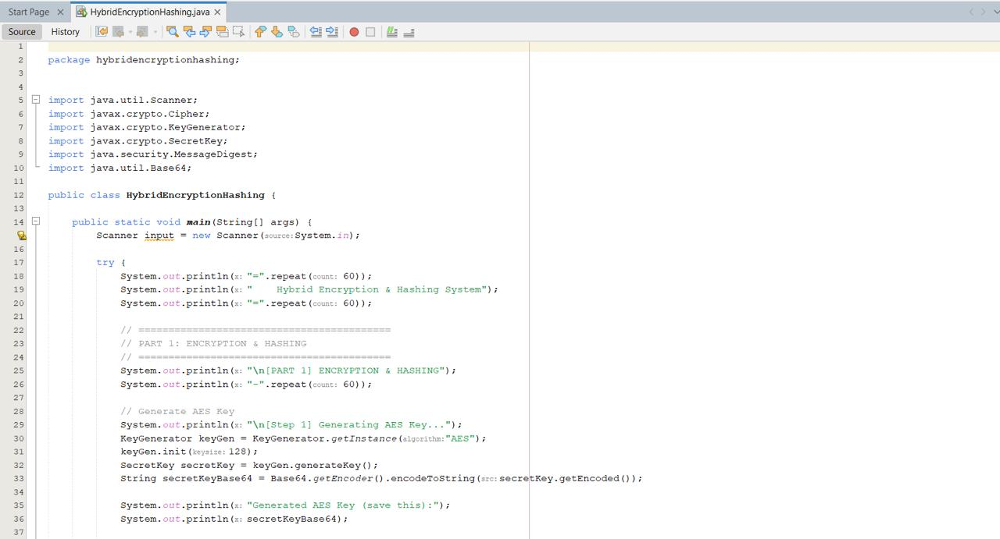 Start Page
HybridEncryptionHashing.java
Source History
1
2 package hybridencryptionhashing;
3
4
5 import java.util.Scanner;
6 import javax.crypto.Cipher;
7 import javax.crypto.KeyGenerator;
8 import javax.crypto.SecretKey;
9 import java.security.MessageDigest;
10 import java.util.Base64;
11
12 public class HybridEncryptionHashing {
13
14     public static void main(String[] args) {
        Scanner input = new Scanner(source:System.in);
16
17         try {
18             System.out.println(x: "=".repeat(count: 60));
19             System.out.println(x: "    Hybrid Encryption & Hashing System");
20             System.out.println(x: "=".repeat(count: 60));
21
22             // ==========================================
23             // PART 1: ENCRYPTION & HASHING
24             // ==========================================
25             System.out.println(x: "\n[PART 1] ENCRYPTION & HASHING");
26             System.out.println(x: "-".repeat(count: 60));
27
28             // Generate AES Key
29             System.out.println(x: "\n[Step 1] Generating AES Key...");
30             KeyGenerator keyGen = KeyGenerator.getInstance(algorithm:"AES");
31             keyGen.init(keysize: 128);
32             SecretKey secretKey = keyGen.generateKey();
33             String secretKeyBase64 = Base64.getEncoder().encodeToString(src:secretKey.getEncoded());
34
35             System.out.println(x: "Generated AES Key (save this):");
36             System.out.println(x: secretKeyBase64);
37